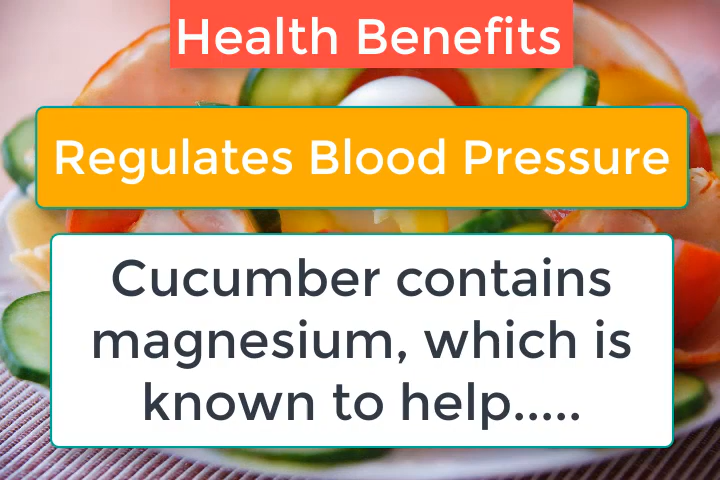 Health Benefits
Regulates Blood Pressure
Cucumber contains
magnesium, which is
known to help.....